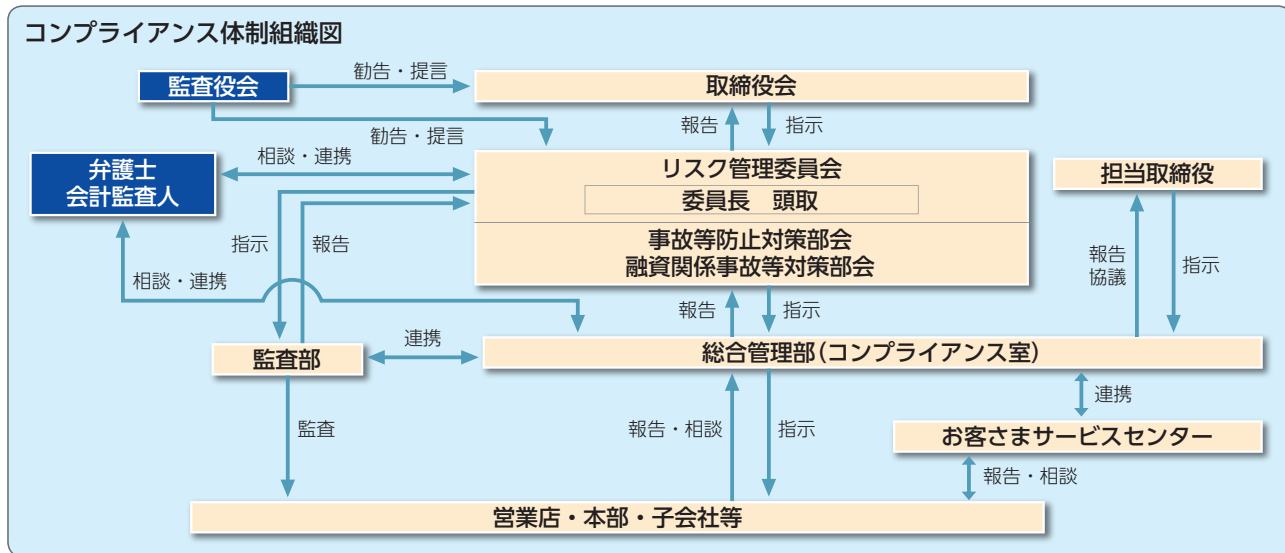 コンプライアンス体制組織図
監査役会
勧告・提言
取締役会
勧告・提言
報告
指示
弁護士
会計監査人
相談・連携
リスク管理委員会
委員長　頭取
担当取締役
事故等防止対策部会
融資関係事故等対策部会
指示
報告
相談・連携
報告
協議
指示
報告
指示
監査部
連携
総合管理部(コンプライアンス室)
連携
監査
報告・相談
指示
お客さまサービスセンター
報告・相談
営業店・本部・子会社等